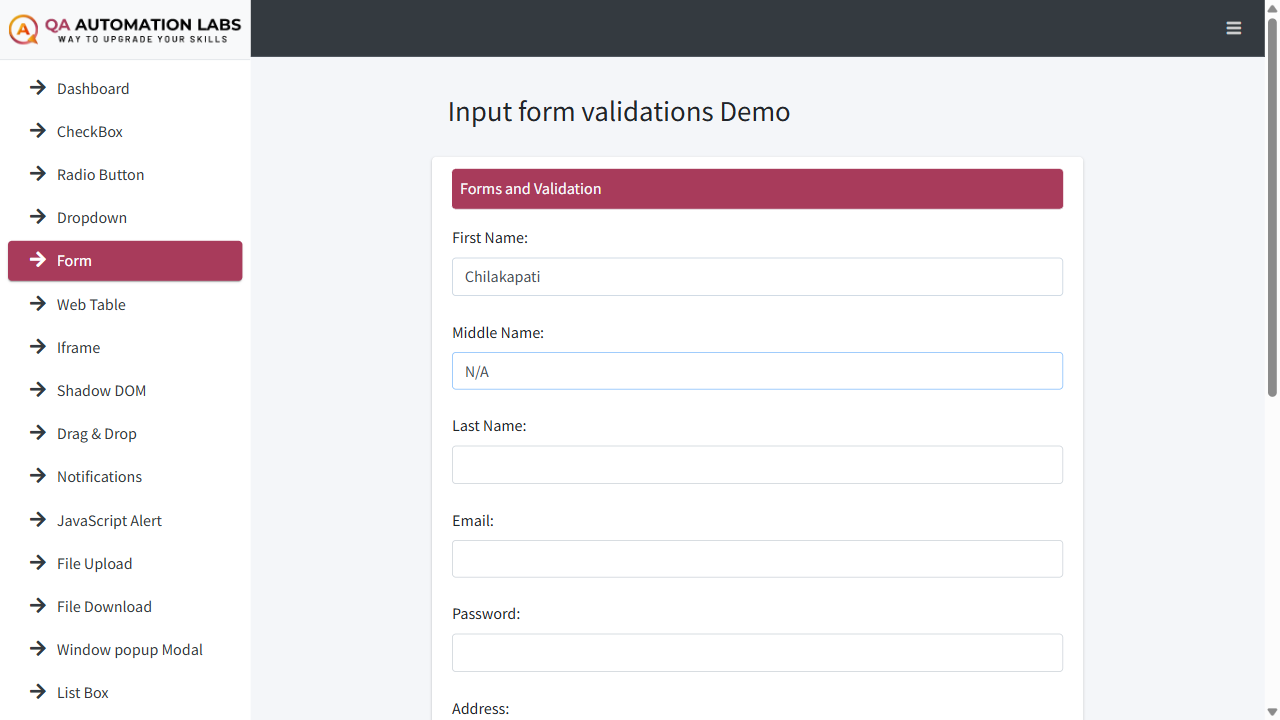 QA AUTOMATION LABS
WAY TO UPGRADE YOUR SKILLS
Dashboard
CheckBox
Radio Button
Dropdown
Form
Web Table
Iframe
Shadow DOM
Drag & Drop
Notifications
JavaScript Alert
File Upload
File Download
Window popup Modal
List Box
Input form validations Demo
Forms and Validation
First Name:
Chilakapati
Middle Name:
N/A
Last Name:
Email:
Password:
Address: